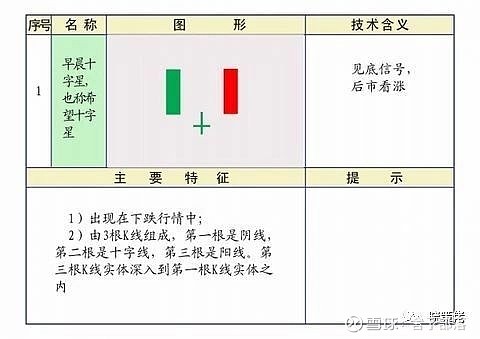 序号 名称 图形 技术含义
1
早晨十
字星,
也称希
望十字
星
见底信号,
后市看涨
主要特征 提示
1)出现在下跌行情中;
2)由3根K线组成,第一根是阴线,
第二根是十字线,第三根是阳线。第
三根K线实体深入到第一根K线实体之
内